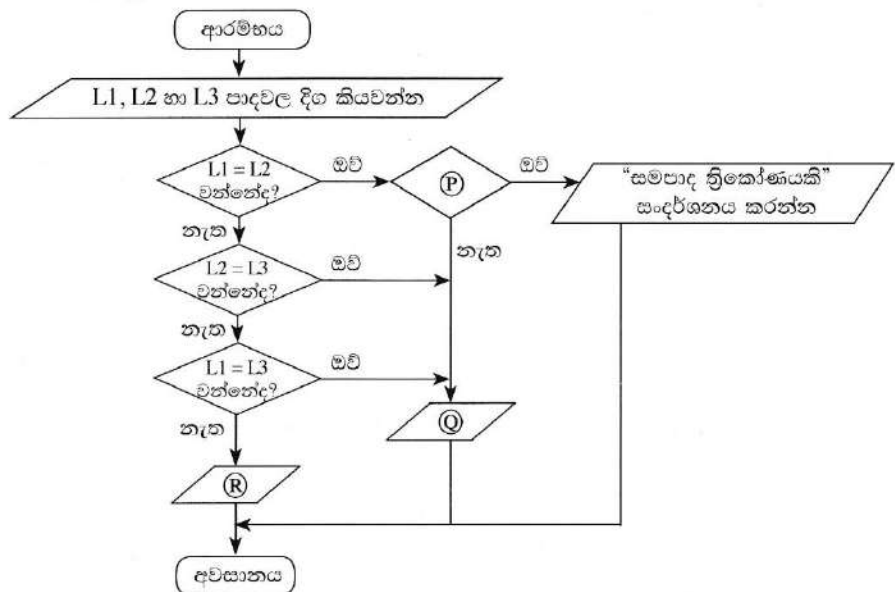 ආරම්භය
L1, L2 හා L3 පාදවල දිග කියවන්න
L1 = L2
වන්නේද?
ඔව්
P
ඔව්
"සමපාද ත්‍රිකෝණයකි"
සංදර්ශනය කරන්න
නැත
නැත
L2 = L3
වන්නේද?
ඔව්
නැත
L1 = L3
වන්නේද?
ඔව්
නැත
Q
R
අවසානය